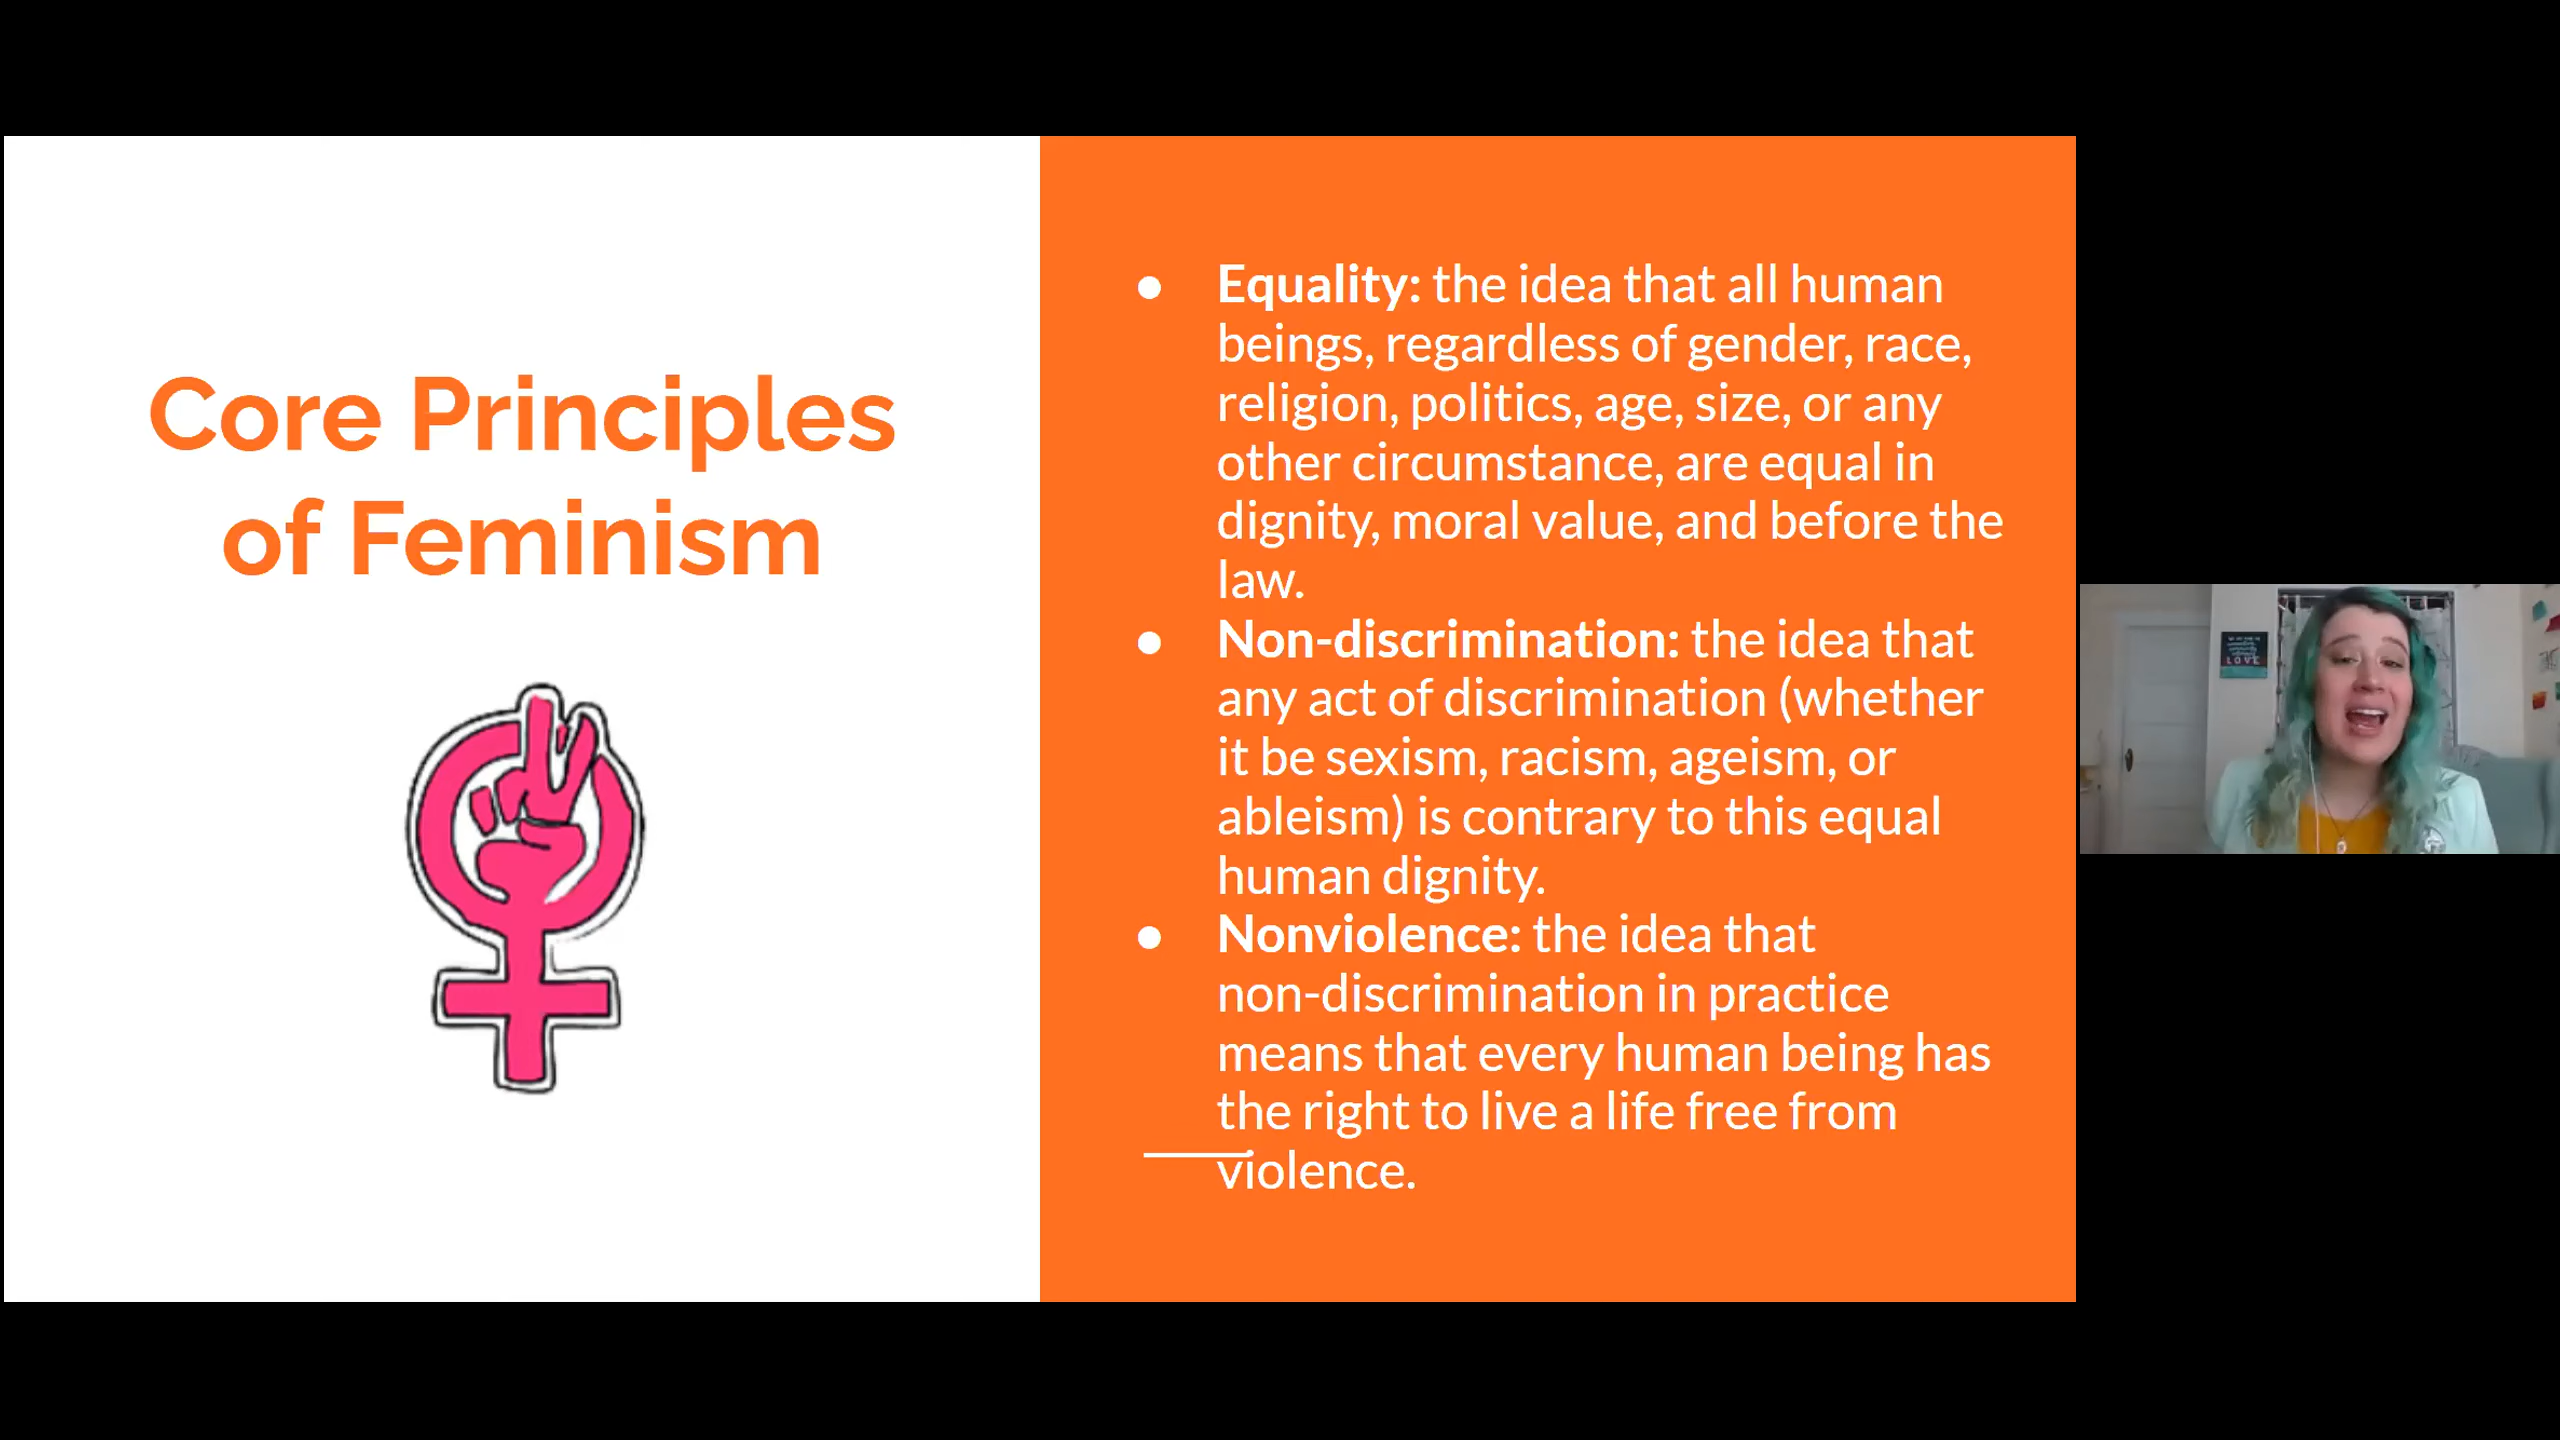 Core Principles
of Feminism
● Equality: the idea that all human
beings, regardless of gender, race,
religion, politics, age, size, or any
other circumstance, are equal in
dignity, moral value, and before the
law.
● Non-discrimination: the idea that
any act of discrimination (whether
it be sexism, racism, ageism, or
ableism) is contrary to this equal
human dignity.
● Nonviolence: the idea that
non-discrimination in practice
means that every human being has
the right to live a life free from
violence.
LOVE